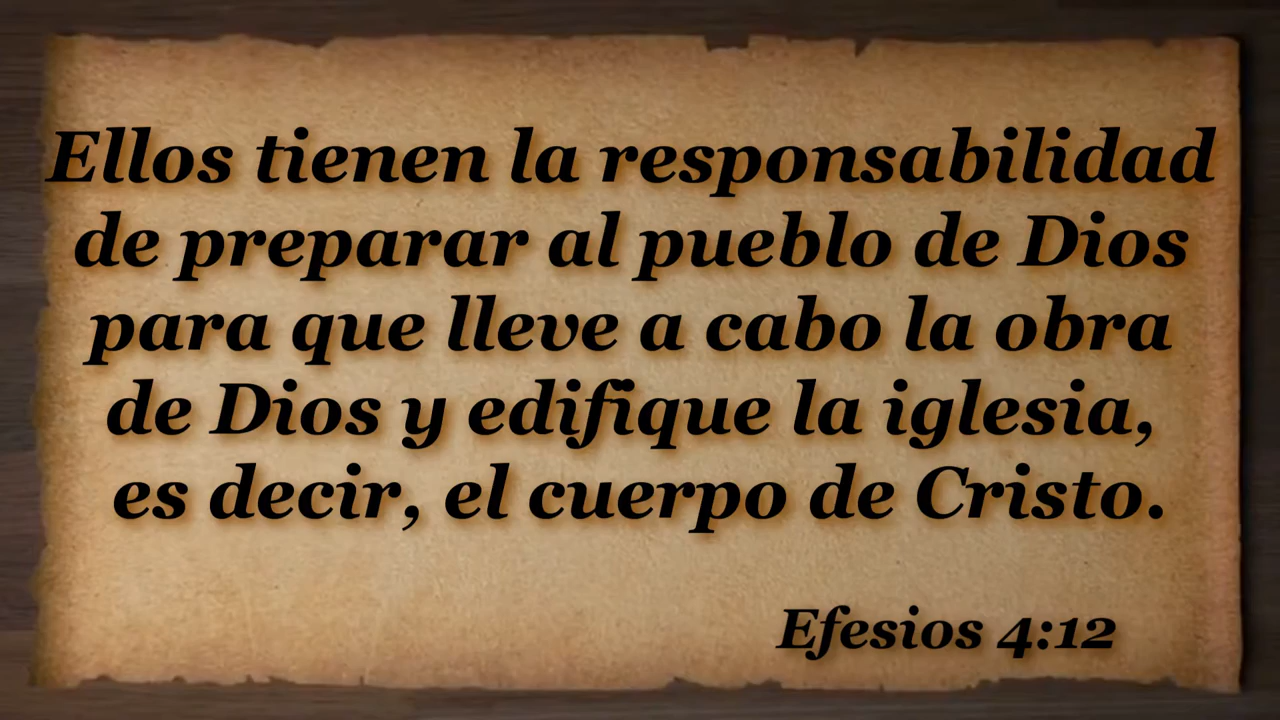 Ellos tienen la responsabilidad
de preparar al pueblo de Dios
para que lleve a cabo la obra
de Dios y edifique la iglesia,
es decir, el cuerpo de Cristo.
Efesios 4:12